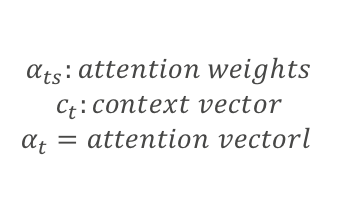 α_ts: attention weights
c_t: context vector
α_t = attention vectorl